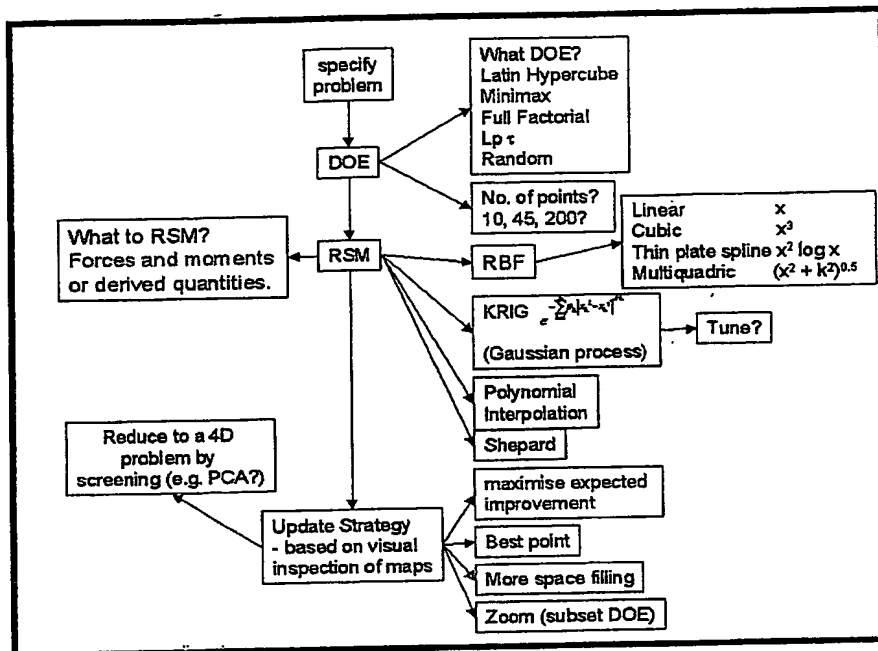 specify
problem
What DOE?
Latin Hypercube
Minimax
Full Factorial
Lp τ
Random
DOE
No. of points?
10, 45, 200?
What to RSM?
Forces and moments
or derived quantities.
RSM
RBF
Linear x
Cubic x³
Thin plate spline x² log x
Multiquadric (x² + k²)⁰·⁵
KRIG
(Gaussian process)
Tune?
Polynomial
Interpolation
Shepard
Reduce to a 4D
problem by
screening (e.g. PCA?)
Update Strategy
- based on visual
inspection of maps
maximise expected
improvement
Best point
More space filling
Zoom (subset DOE)